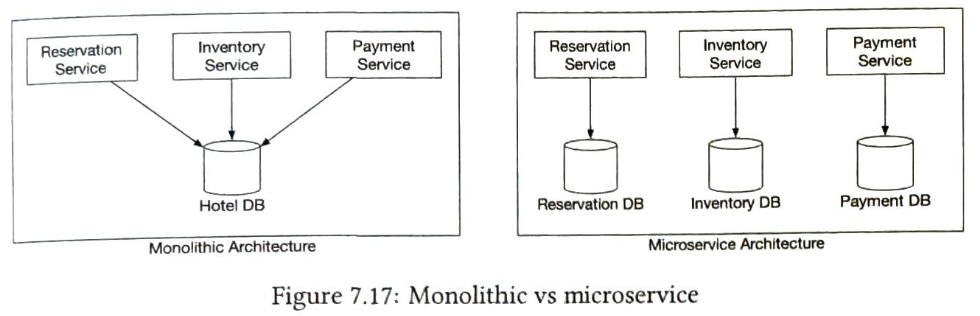 Reservation
Service
Inventory
Service
Payment
Service
Hotel DB
Monolithic Architecture
Reservation
Service
Inventory
Service
Payment
Service
Reservation DB
Inventory DB
Payment DB
Microservice Architecture
Figure 7.17: Monolithic vs microservice